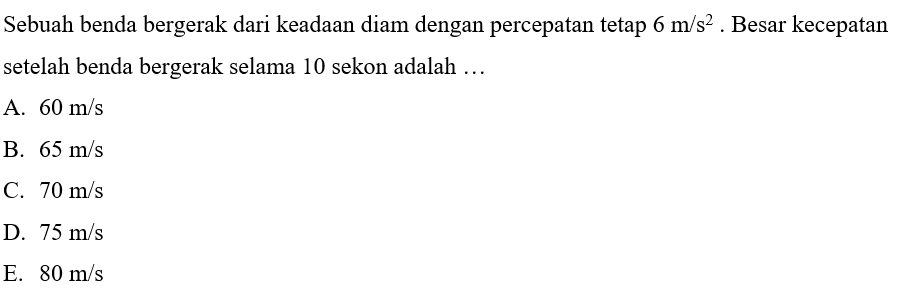 Sebuah benda bergerak dari keadaan diam dengan percepatan tetap 6 m/s² . Besar kecepatan
setelah benda bergerak selama 10 sekon adalah …
A. 60 m/s
B. 65 m/s
C. 70 m/s
D. 75 m/s
E. 80 m/s